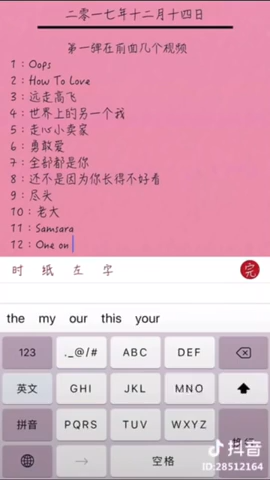 二零一七年十二月十四日
第一弹在前面几个视频
1：Oops
2：How To Love
3：远走高飞
4：世界上的另一个我
5：走心小卖家
6：勇敢爱
7：全部都是你
8：还不是因为你长得不好看
9：尽头
10：老大
11：Samsara
12：One on
时 纸 左 字 完
the my our this your
123 ._@/# ABC DEF
英文 GHI JKL MNO
拼音 PQRS TUV WXYZ
空格
抖音
ID:28512164